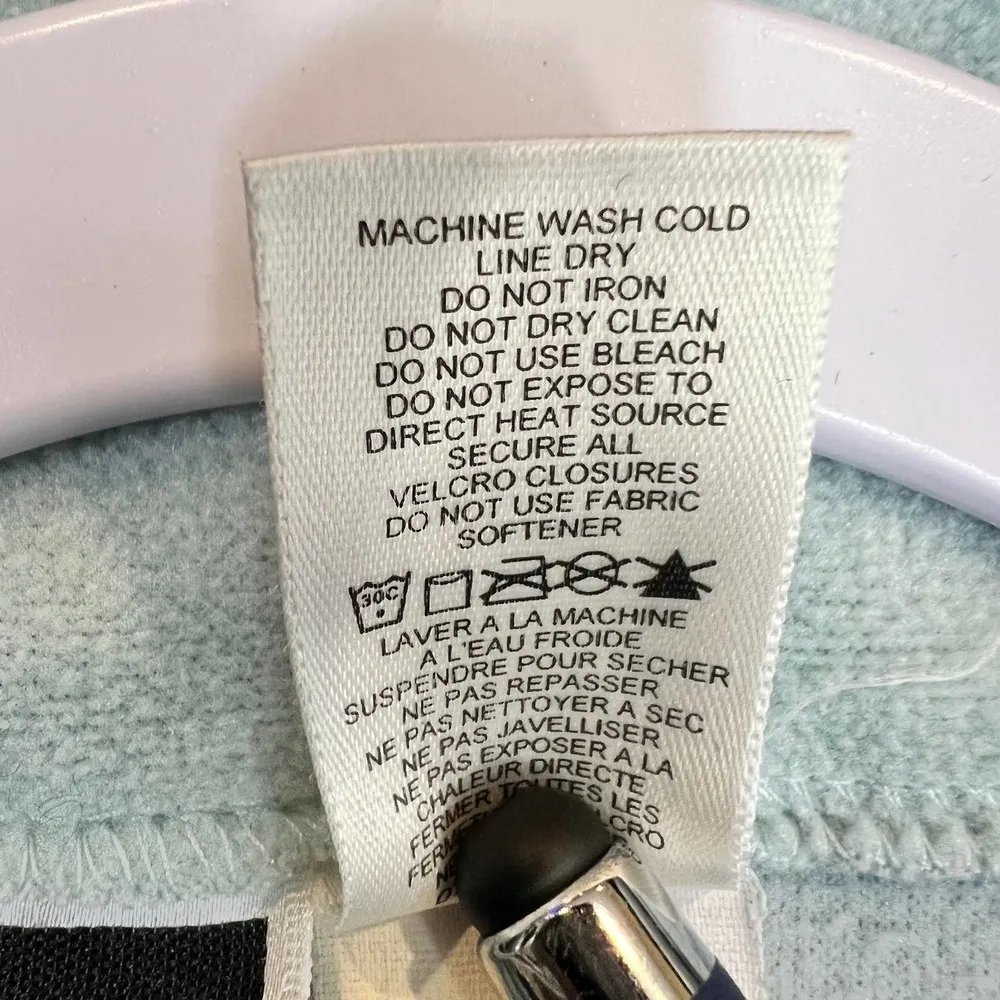 MACHINE WASH COLD
LINE DRY
DO NOT IRON
DO NOT DRY CLEAN
DO NOT USE BLEACH
DO NOT EXPOSE TO
DIRECT HEAT SOURCE
SECURE ALL
VELCRO CLOSURES
DO NOT USE FABRIC
SOFTENER
30C
LAVER A LA MACHINE
A L'EAU FROIDE
SUSPENDRE POUR SECHER
NE PAS REPASSER
NE PAS NETTOYER A SEC
NE PAS JAVELLISER
NE PAS EXPOSER A LA
CHALEUR DIRECTE
FERMER TOUTES LES